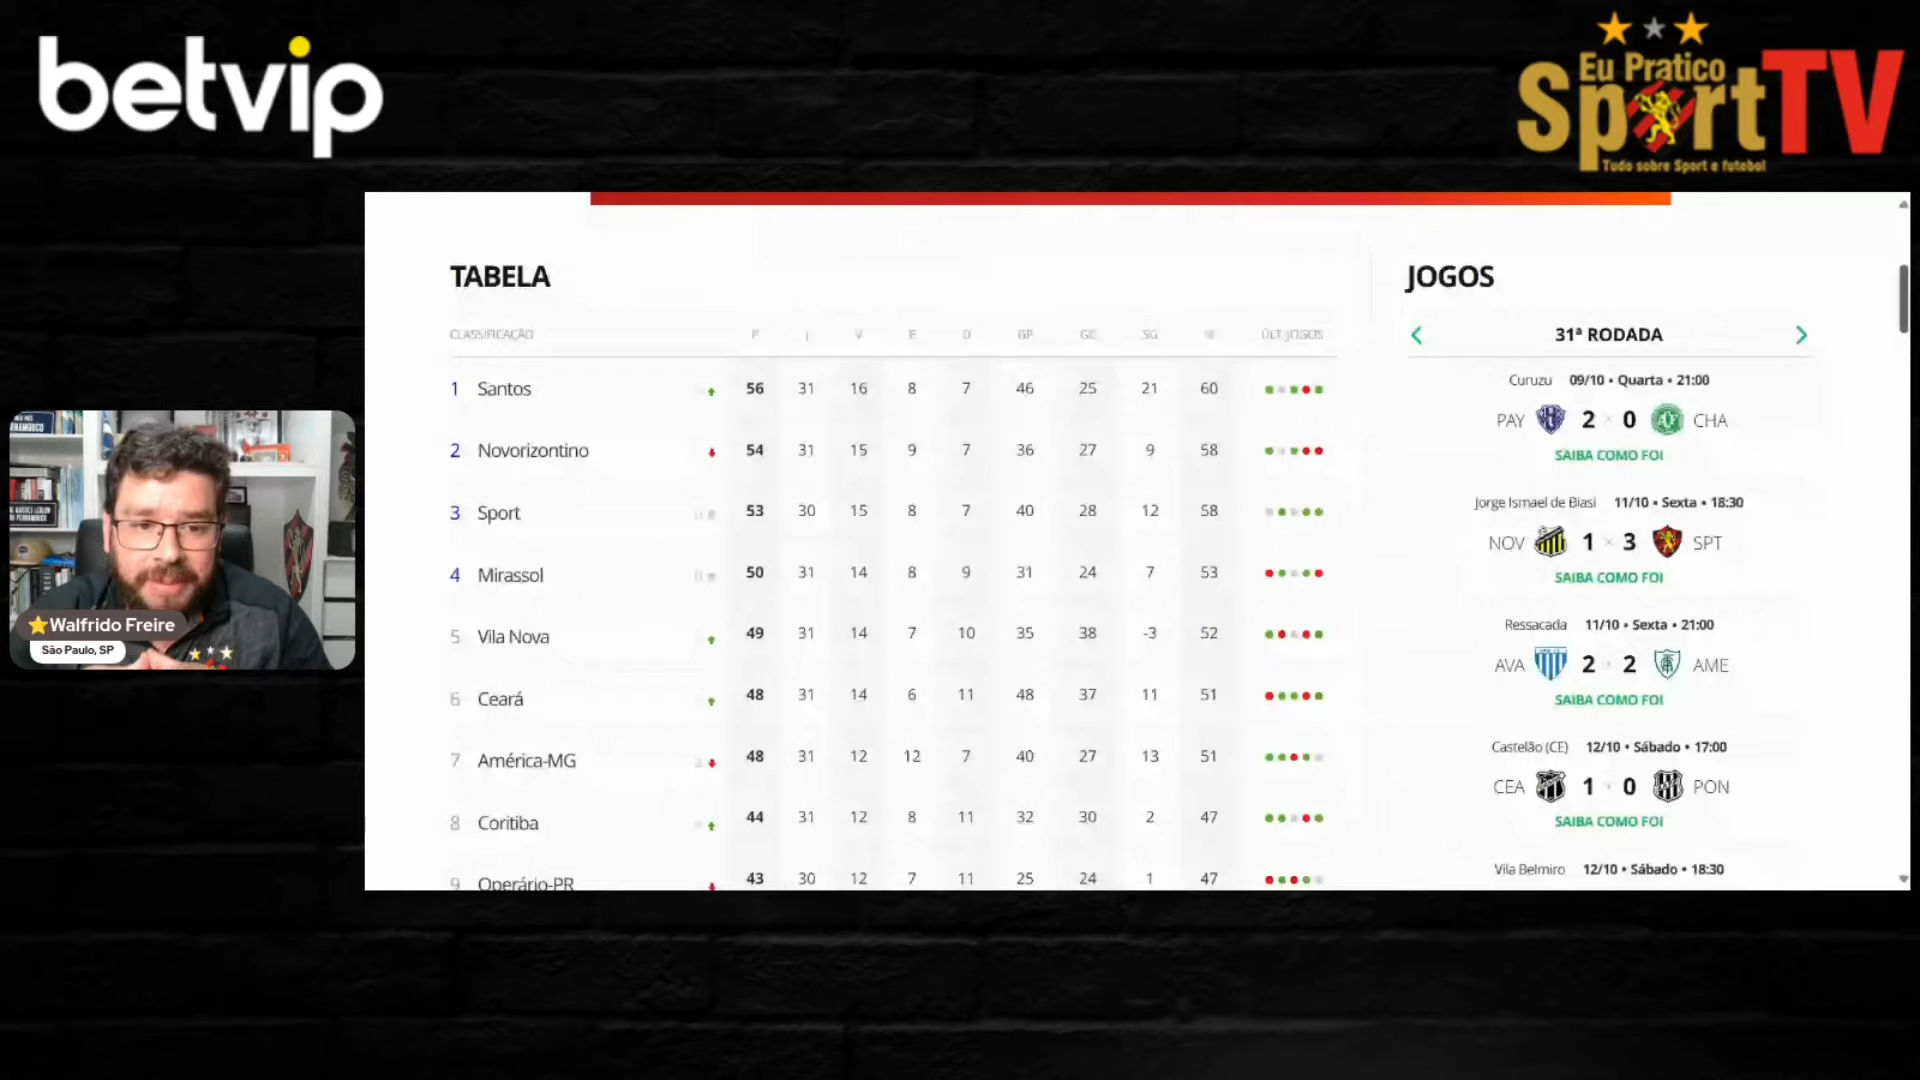 betvip
Eu Pratico
SportTV
Tudo sobre Sport e futebol
TABELA
CLASSIFICAÇÃO P J V E D GP GC SG % ÚLT. JOGOS
1 Santos 56 31 16 8 7 46 25 21 60
2 Novorizontino 54 31 15 9 7 36 27 9 58
3 Sport 53 30 15 8 7 40 28 12 58
4 Mirassol 50 31 14 8 9 31 24 7 53
5 Vila Nova 49 31 14 7 10 35 38 -3 52
6 Ceará 48 31 14 6 11 48 37 11 51
7 América-MG 48 31 12 12 7 40 27 13 51
8 Coritiba 44 31 12 8 11 32 30 2 47
9 Operário-PR 43 30 12 7 11 25 24 1 47
JOGOS
31ª RODADA
Curuzu 09/10 • Quarta • 21:00
PAY 2 × 0 CHA
SAIBA COMO FOI
Jorge Ismael de Biasi 11/10 • Sexta • 18:30
NOV 1 × 3 SPT
SAIBA COMO FOI
Ressacada 11/10 • Sexta • 21:00
AVA 2 × 2 AME
SAIBA COMO FOI
Castelão (CE) 12/10 • Sábado • 17:00
CEA 1 × 0 PON
SAIBA COMO FOI
Vila Belmiro 12/10 • Sábado • 18:30
Walfrido Freire
São Paulo, SP